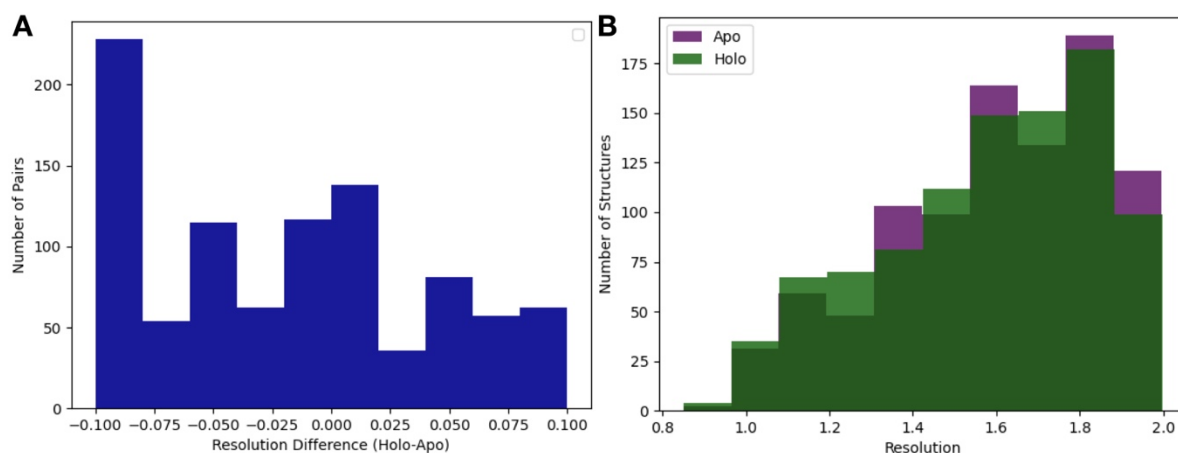 A
200
150
100
50
0
Number of Pairs
−0.100 −0.075 −0.050 −0.025 0.000 0.025 0.050 0.075 0.100
Resolution Difference (Holo-Apo)
B
Apo
Holo
175
150
125
100
75
50
25
0
Number of Structures
0.8 1.0 1.2 1.4 1.6 1.8 2.0
Resolution